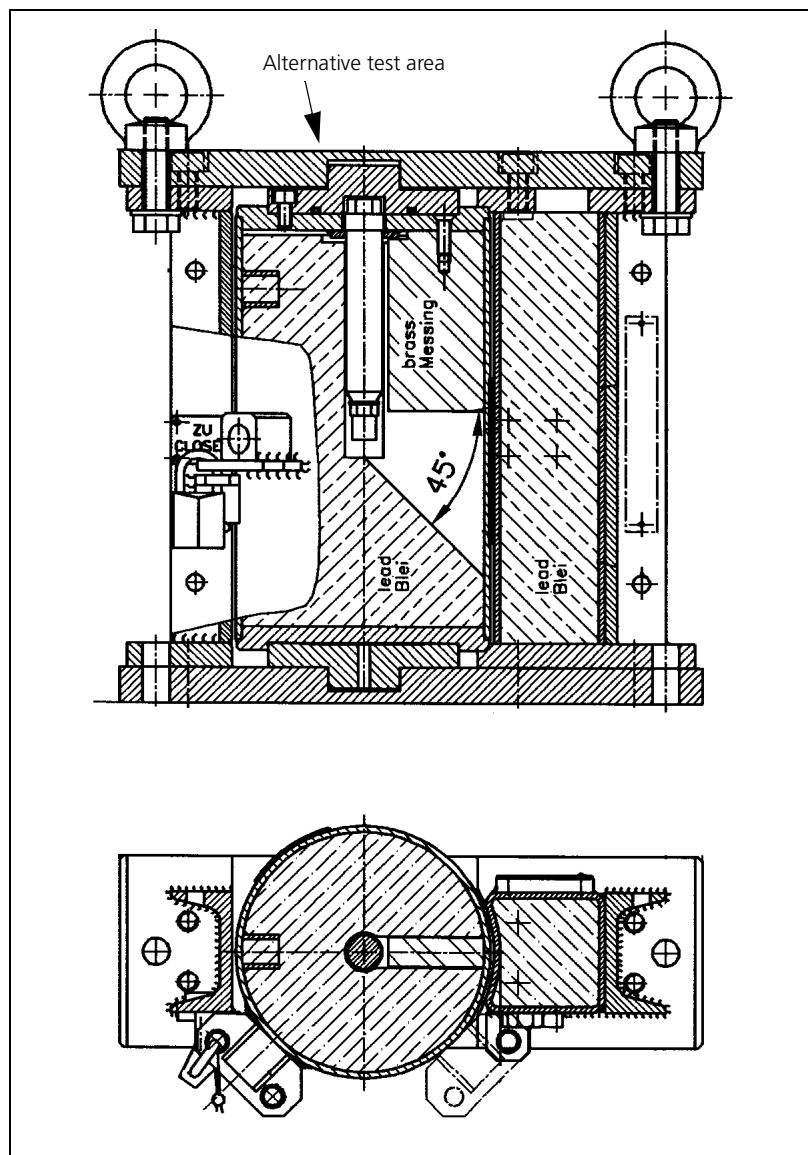 Alternative test area
brass
Messing
ZU
CLOSE
45°
lead
Blei
lead
Blei